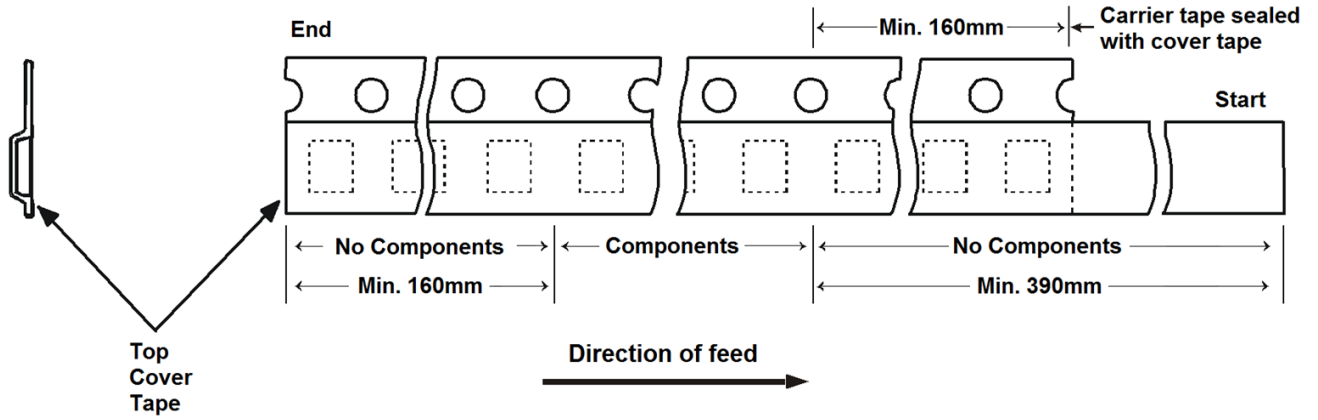 End
Min. 160mm
Carrier tape sealed
with cover tape
Start
No Components
Components
No Components
Min. 160mm
Min. 390mm
Top
Cover
Tape
Direction of feed